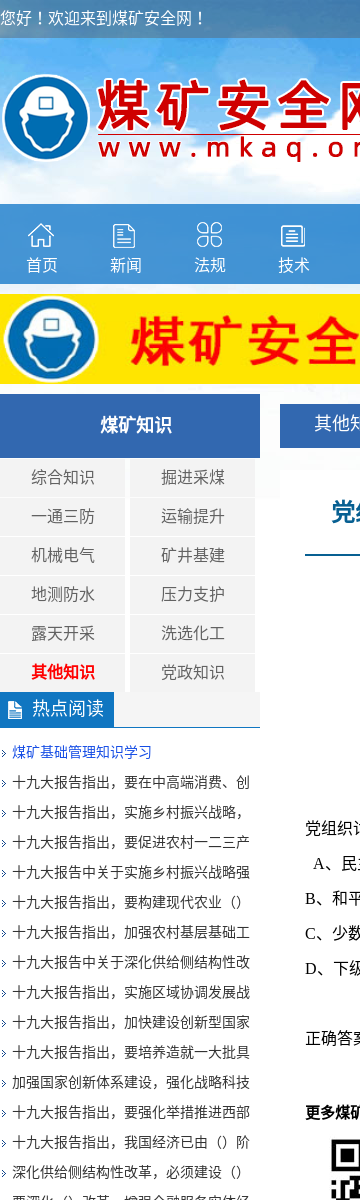 您好！欢迎来到煤矿安全网！
煤矿安全网
www.mkaq.or
首页 新闻 法规 技术
煤矿安全
煤矿知识
其他知
综合知识 掘进采煤
一通三防 运输提升
机械电气 矿井基建
地测防水 压力支护
露天开采 洗选化工
其他知识 党政知识
热点阅读
煤矿基础管理知识学习
十九大报告指出，要在中高端消费、创
十九大报告指出，实施乡村振兴战略，
十九大报告指出，要促进农村一二三产
十九大报告中关于实施乡村振兴战略强
十九大报告指出，要构建现代农业（）
十九大报告指出，加强农村基层基础工
十九大报告中关于深化供给侧结构性改
十九大报告指出，实施区域协调发展战
十九大报告指出，加快建设创新型国家
十九大报告指出，要培养造就一大批具
加强国家创新体系建设，强化战略科技
十九大报告指出，要强化举措推进西部
十九大报告指出，我国经济已由（）阶
深化供给侧结构性改革，必须建设（）
党组
党组织讨
A、民主
B、和平
C、少数
D、下级
正确答案
更多煤矿